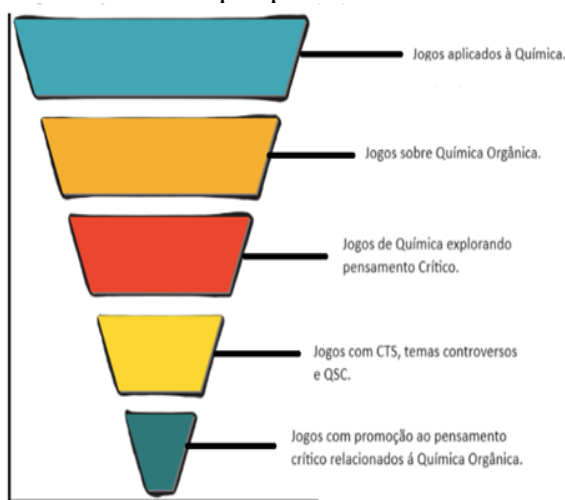 Jogos aplicados à Química.
Jogos sobre Química Orgânica.
Jogos de Química explorando
pensamento Crítico.
Jogos com CTS, temas controversos
e QSC.
Jogos com promoção ao pensamento
crítico relacionados á Química Orgânica.